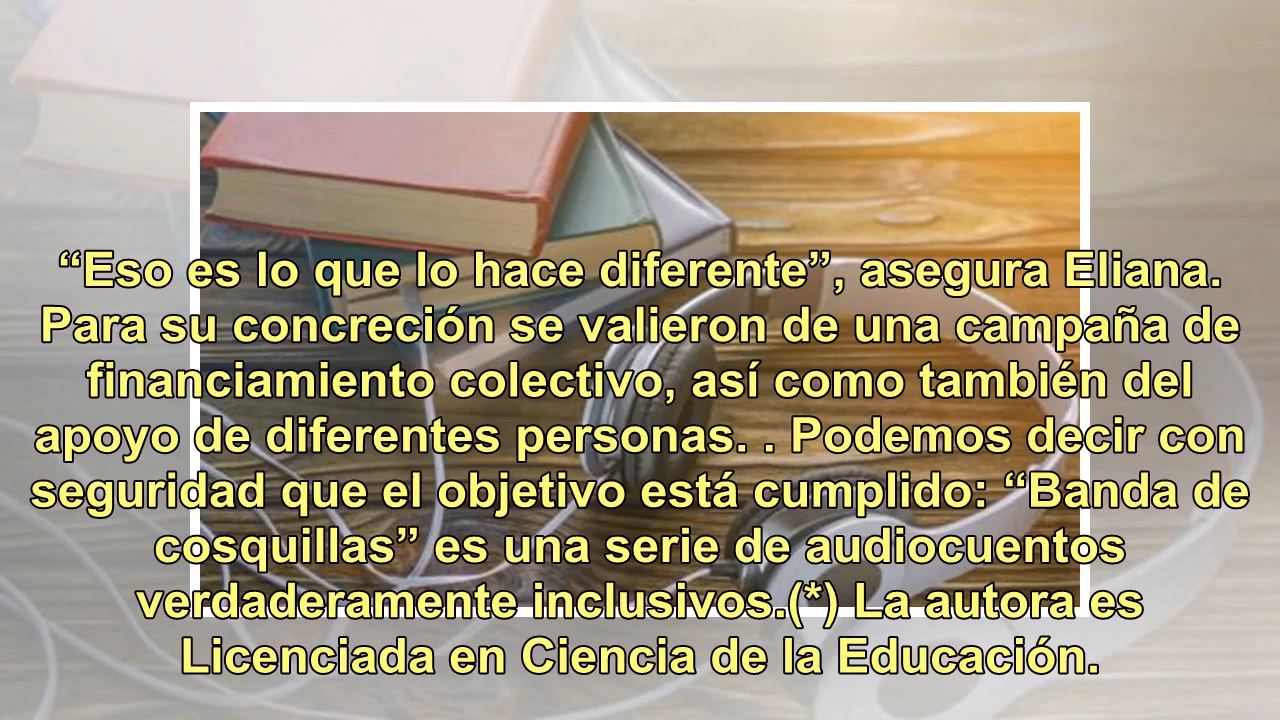 “Eso es lo que lo hace diferente”, asegura Eliana.
Para su concreción se valieron de una campaña de
financiamiento colectivo, así como también del
apoyo de diferentes personas. . Podemos decir con
seguridad que el objetivo está cumplido: “Banda de
cosquillas” es una serie de audiocuentos
verdaderamente inclusivos.(*) La autora es
Licenciada en Ciencia de la Educación.